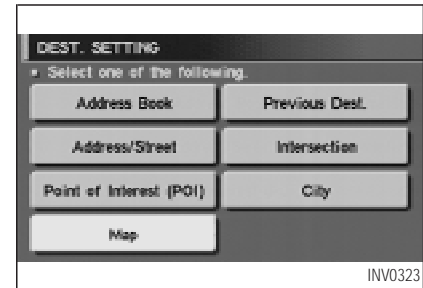 DEST. SETTING
Select one of the following.
Address Book Previous Dest.
Address/Street Intersection
Point of Interest (POI) City
Map
INV0323